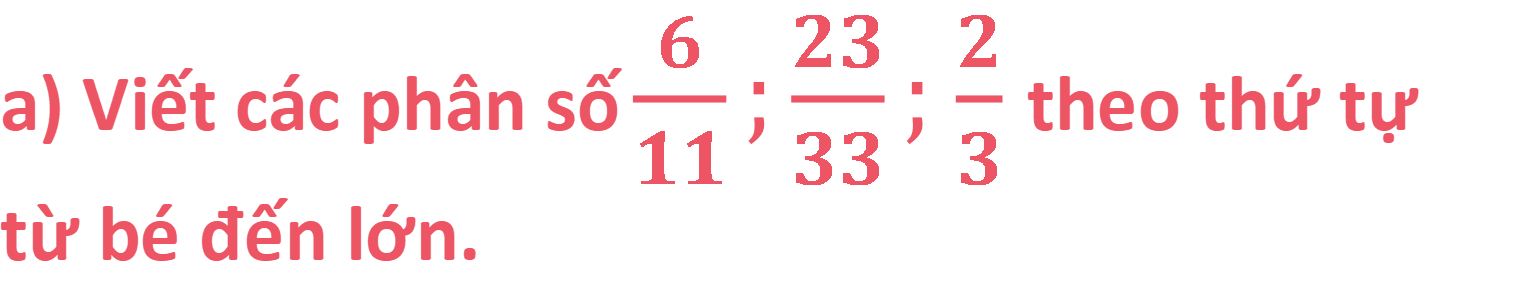 a) Viết các phân số 6/11 ; 23/33 ; 2/3 theo thứ tự
từ bé đến lớn.